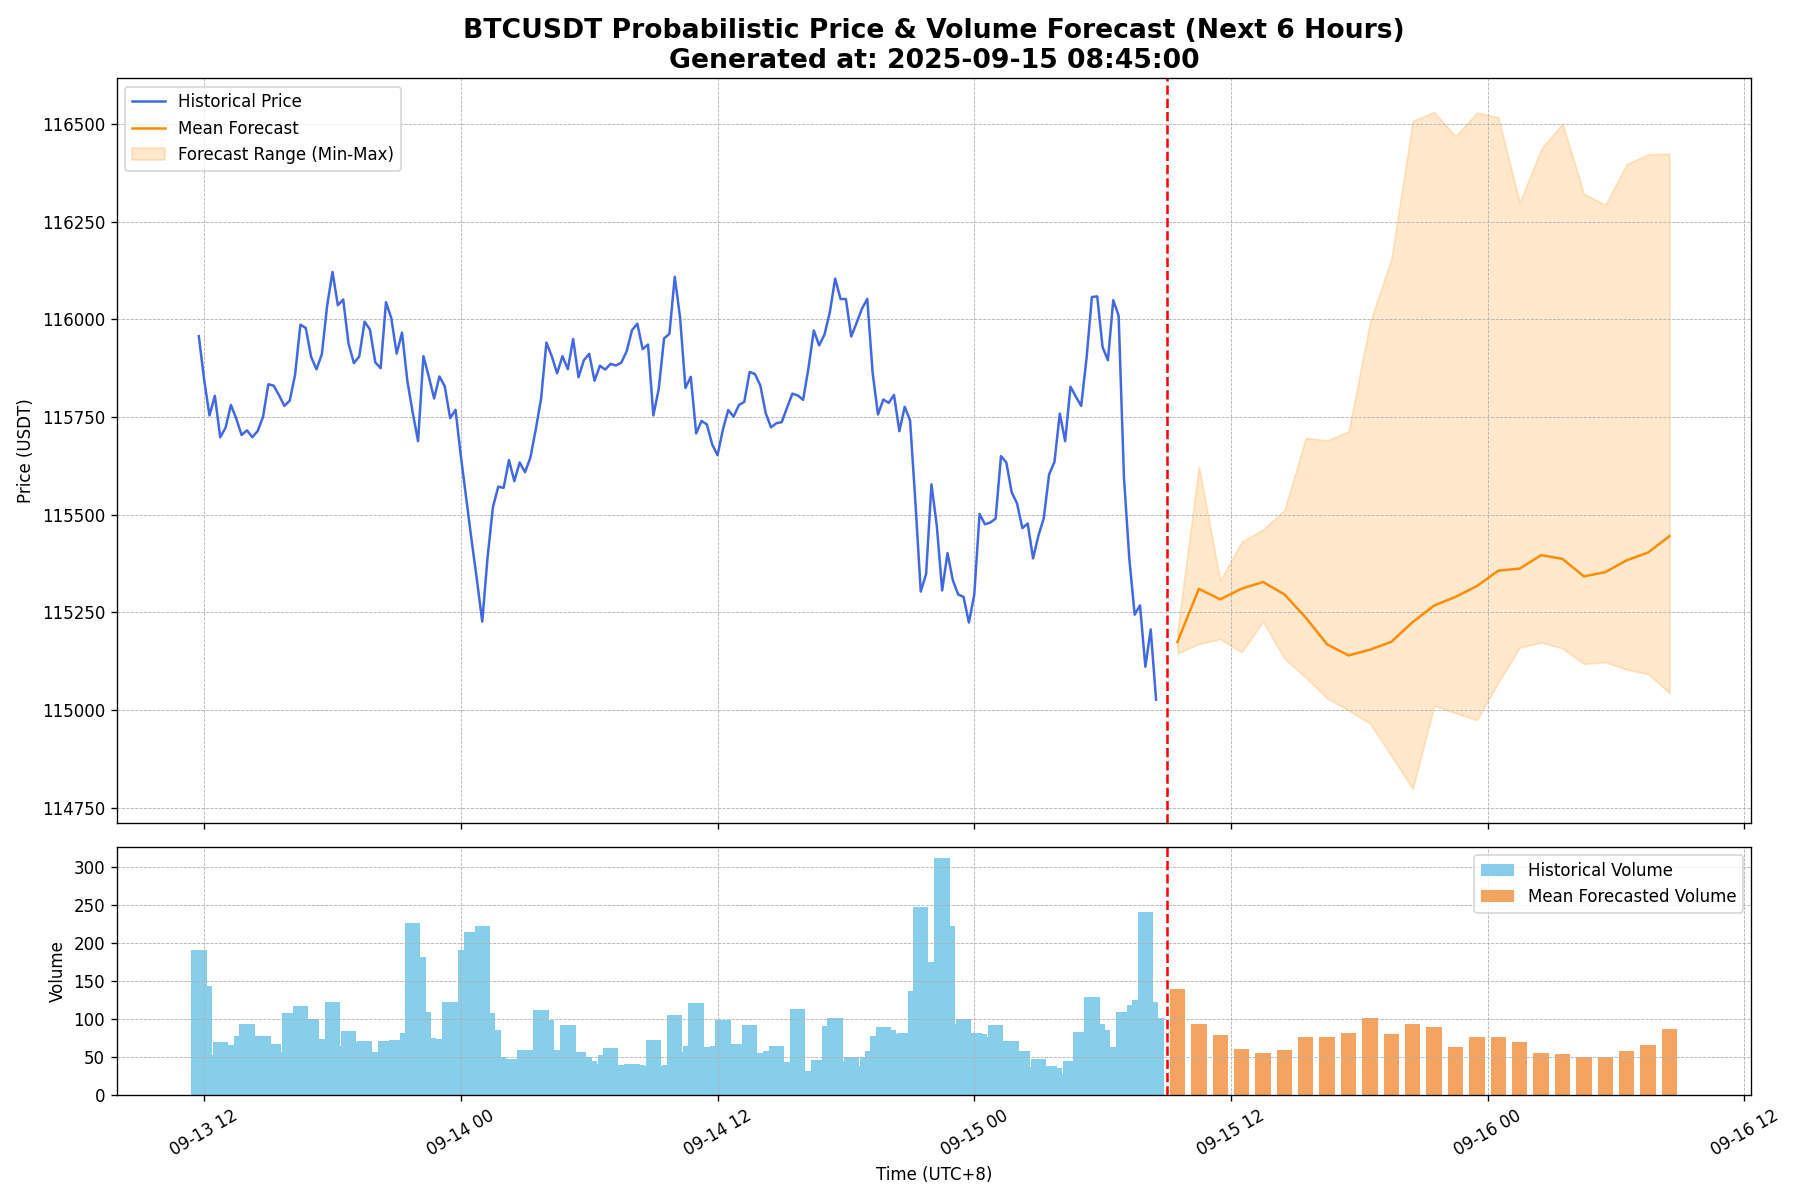 BTCUSDT Probabilistic Price & Volume Forecast (Next 6 Hours)
Generated at: 2025-09-15 08:45:00
Historical Price
Mean Forecast
Forecast Range (Min-Max)
116500
116250
116000
115750
115500
115250
115000
114750
Price (USDT)
Historical Volume
Mean Forecasted Volume
300
250
200
150
100
50
0
Volume
09-13 12
09-14 00
09-14 12
09-15 00
09-15 12
09-16 00
09-16 12
Time (UTC+8)